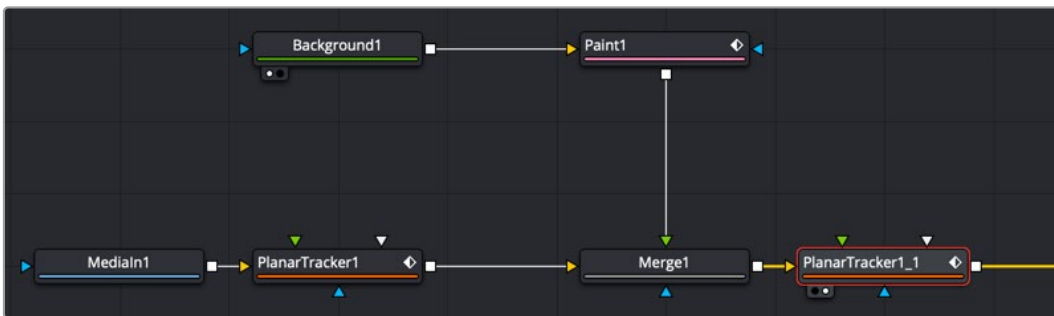 Background1
Paint1
MediaIn1
PlanarTracker1
Merge1
PlanarTracker1_1